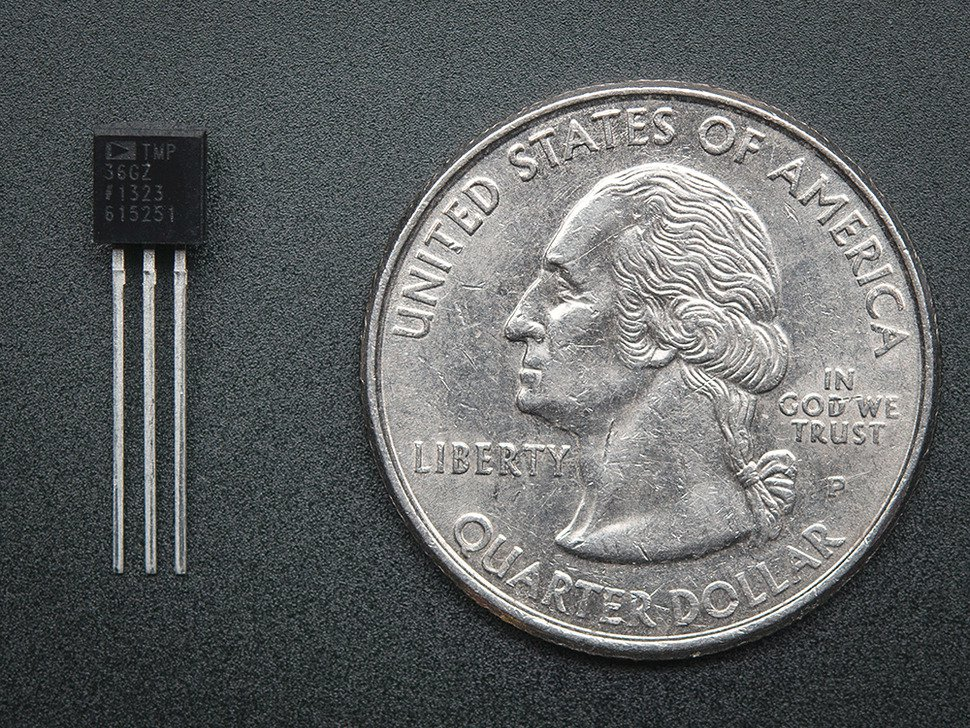 TMP
36GZ
#1323
615251
UNITED STATES OF AMERICA
LIBERTY
IN
GOD WE
TRUST
P
QUARTER DOLLAR